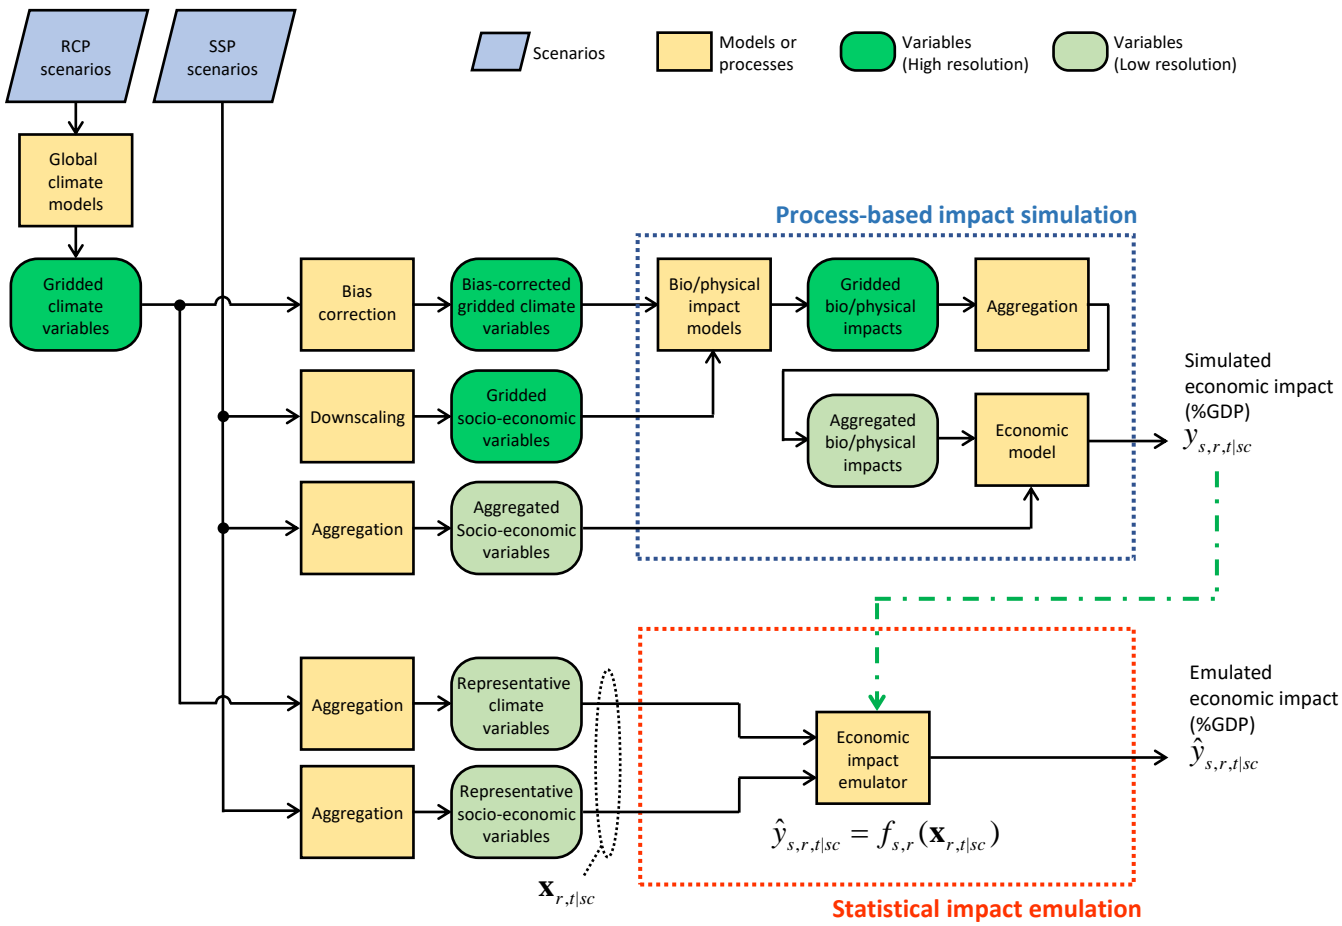 RCP
scenarios
SSP
scenarios
Scenarios
Models or
processes
Variables
(High resolution)
Variables
(Low resolution)
Global
climate
models
Process-based impact simulation
Gridded
climate
variables
Bias
correction
Bias-corrected
gridded climate
variables
Bio/physical
impact
models
Gridded
bio/physical
impacts
Aggregation
Downscaling
Gridded
socio-economic
variables
Aggregated
bio/physical
impacts
Economic
model
Simulated
economic impact
(%GDP)
y_{s,r,t|sc}
Aggregation
Aggregated
Socio-economic
variables
Aggregation
Representative
climate
variables
Economic
impact
emulator
Emulated
economic impact
(%GDP)
ŷ_{s,r,t|sc}
Aggregation
Representative
socio-economic
variables
ŷ_{s,r,t|sc} = f_{s,r}(𝐱_{r,t|sc})
𝐱_{r,t|sc}
Statistical impact emulation